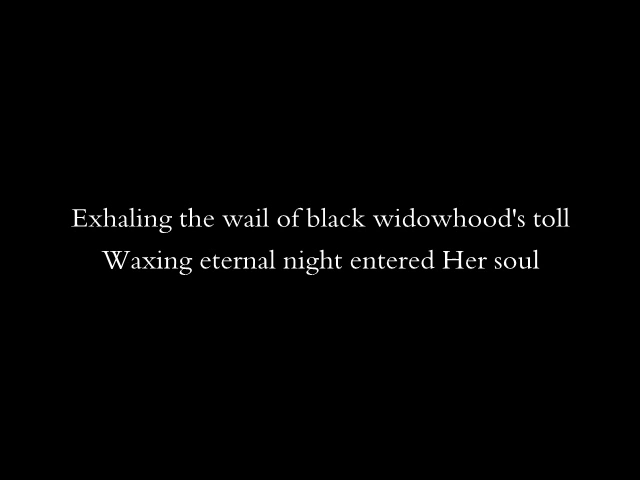 Exhaling the wail of black widowhood's toll
Waxing eternal night entered Her soul